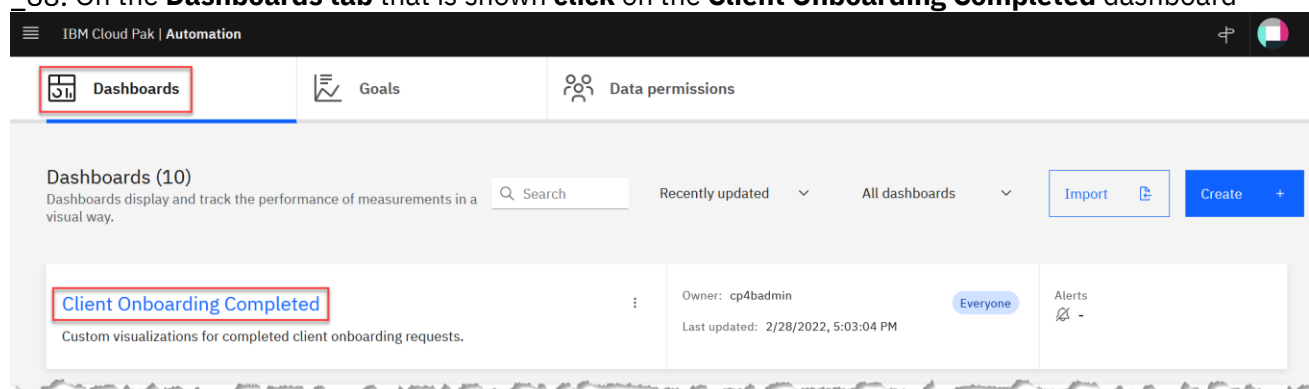 _88. On the Dashboards tab that is shown click on the Client Onboarding Completed dashboard
IBM Cloud Pak | Automation
Dashboards
Goals
Data permissions
Dashboards (10)
Dashboards display and track the performance of measurements in a
visual way.
Search
Recently updated
All dashboards
Import
Create +
Client Onboarding Completed
Custom visualizations for completed client onboarding requests.
Owner: cp4badmin
Last updated: 2/28/2022, 5:03:04 PM
Everyone
Alerts
-